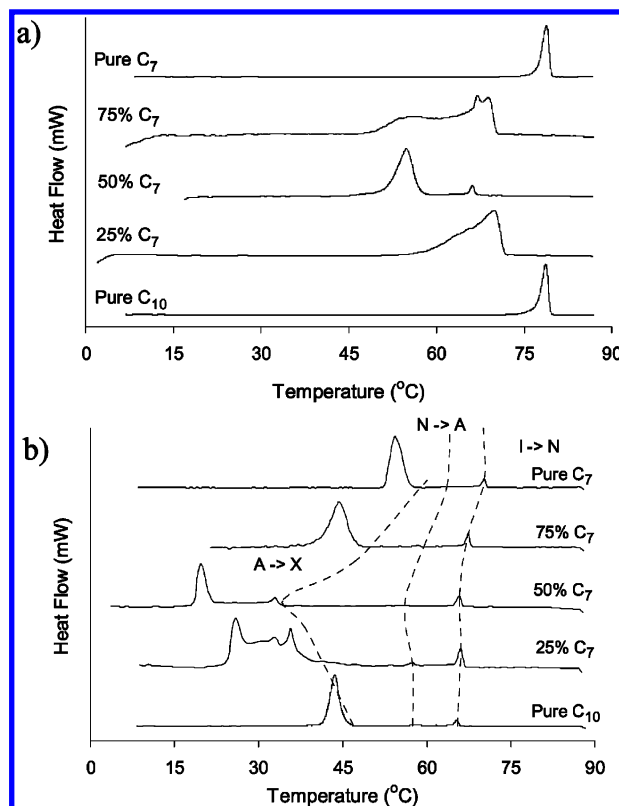 a)
Heat Flow (mW)
Pure C7
75% C7
50% C7
25% C7
Pure C10
0 15 30 45 60 75 90
Temperature (oC)
b)
Heat Flow (mW)
N -> A
I -> N
Pure C7
75% C7
A -> X
50% C7
25% C7
Pure C10
0 15 30 45 60 75 90
Temperature (oC)